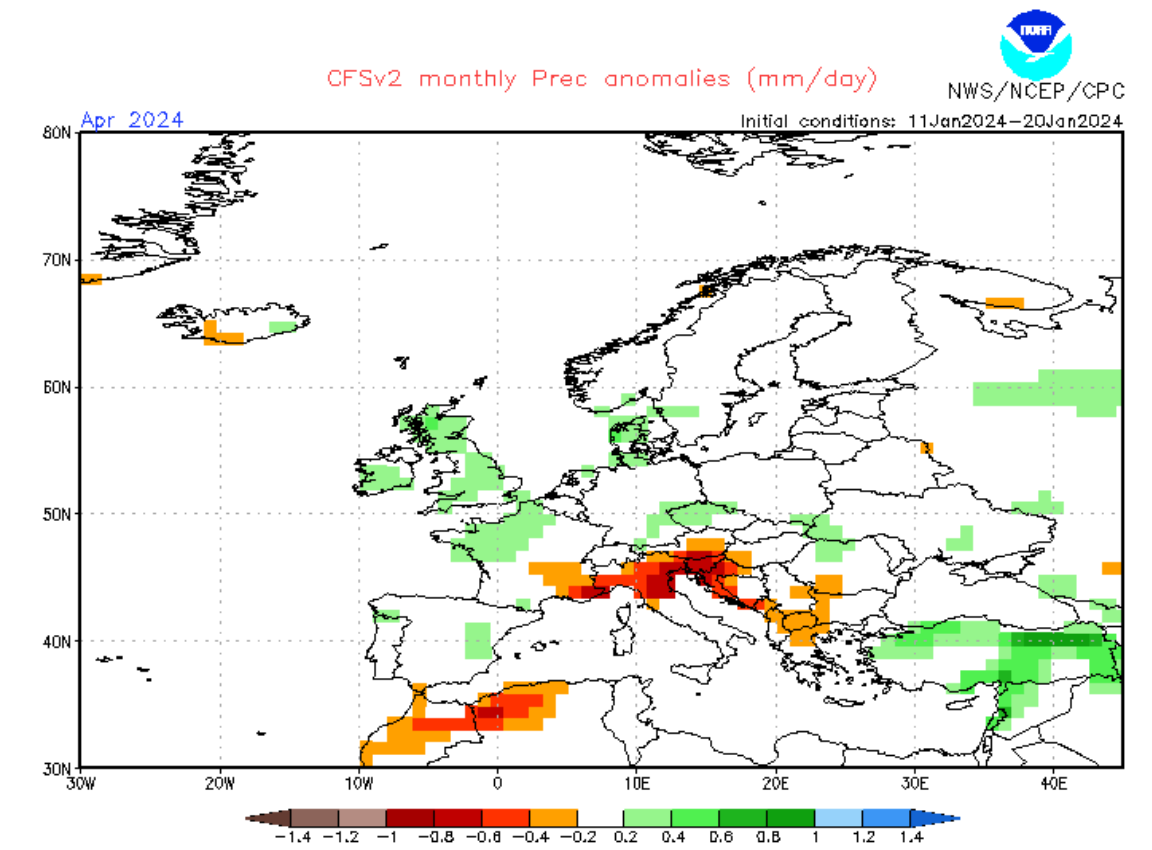 NOAA
CFSv2 monthly Prec anomalies (mm/day)
NWS/NCEP/CPC
Apr 2024
Initial conditions: 11Jan2024-20Jan2024
80N
70N
60N
50N
40N
30N
30W 20W 10W 0 10E 20E 30E 40E
-1.4 -1.2 -1 -0.8 -0.6 -0.4 -0.2 0.2 0.4 0.6 0.8 1 1.2 1.4